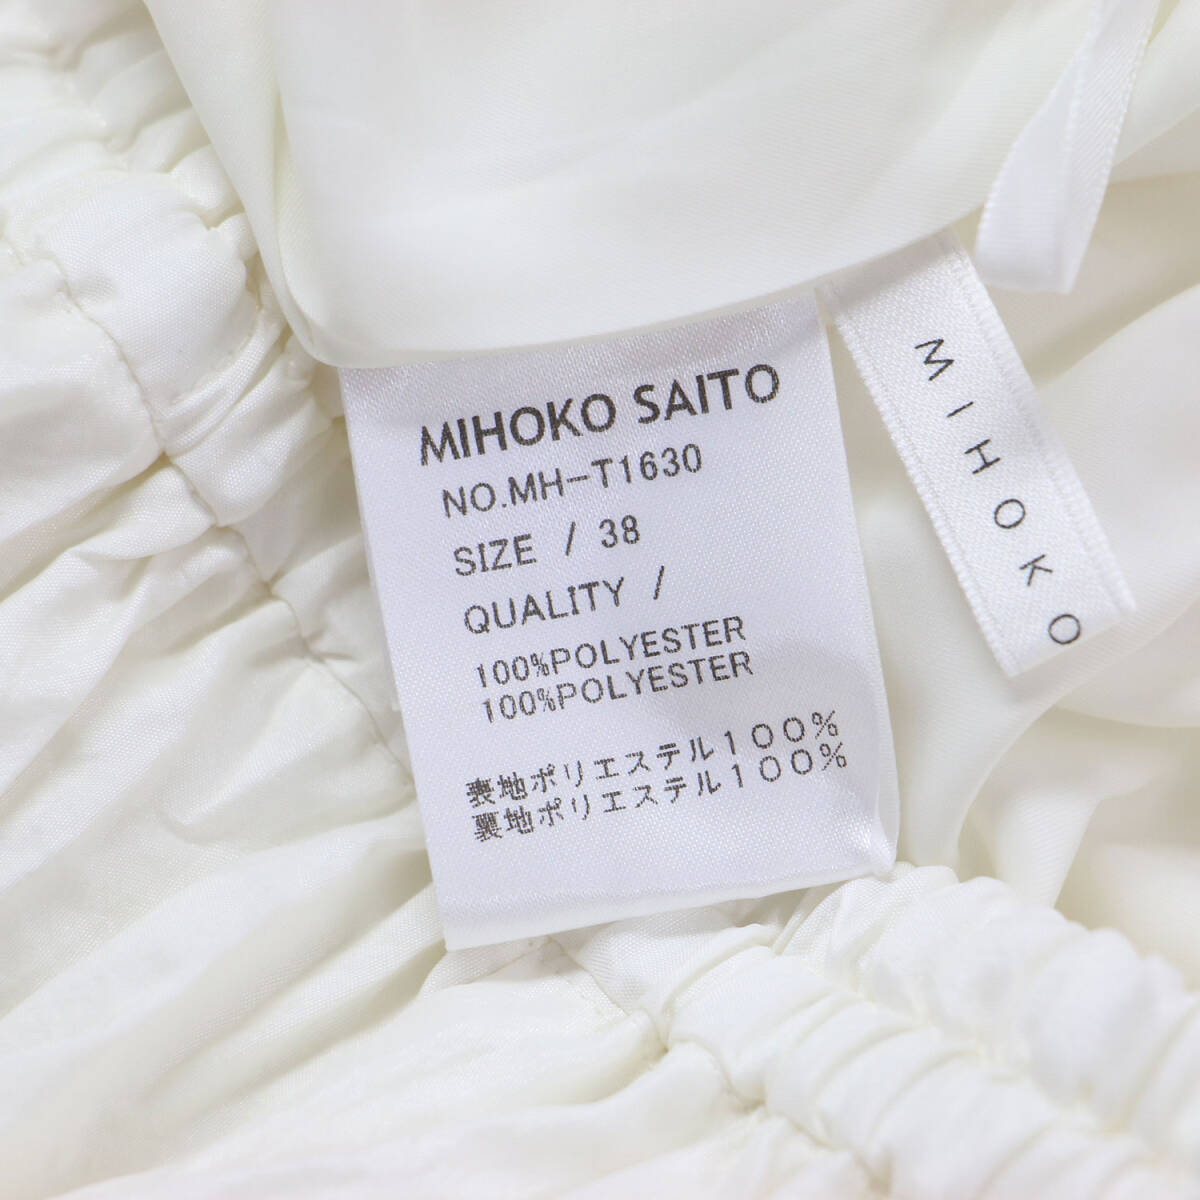 MIHOKO SAITO
NO.MH-T1630
SIZE / 38
QUALITY /
100%POLYESTER
100%POLYESTER
表地ポリエステル100%
裏地ポリエステル100%
MIHOKO